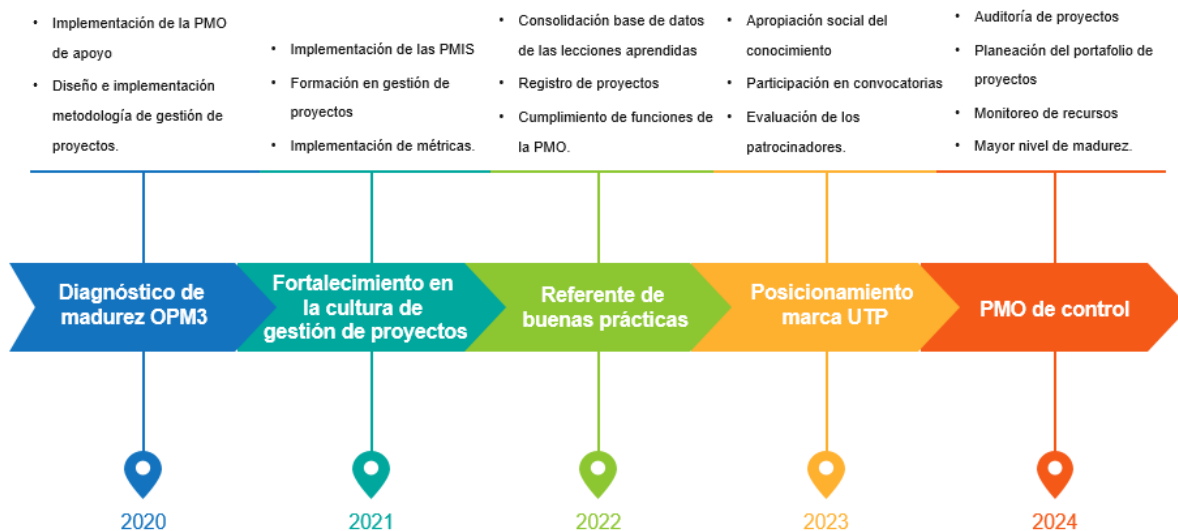 • Implementación de la PMO
de apoyo
• Diseño e implementación
metodología de gestión de
proyectos.
• Implementación de las PMIS
• Formación en gestión de
proyectos
• Implementación de métricas.
• Consolidación base de datos
de las lecciones aprendidas
• Registro de proyectos
• Cumplimiento de funciones de
la PMO.
• Apropiación social del
conocimiento
• Participación en convocatorias
• Evaluación de los
patrocinadores.
• Auditoría de proyectos
• Planeación del portafolio de
proyectos
• Monitoreo de recursos
• Mayor nivel de madurez.
Diagnóstico de
madurez OPM3
Fortalecimiento en
la cultura de
gestión de proyectos
Referente de
buenas prácticas
Posicionamiento
marca UTP
PMO de control
2020
2021
2022
2023
2024